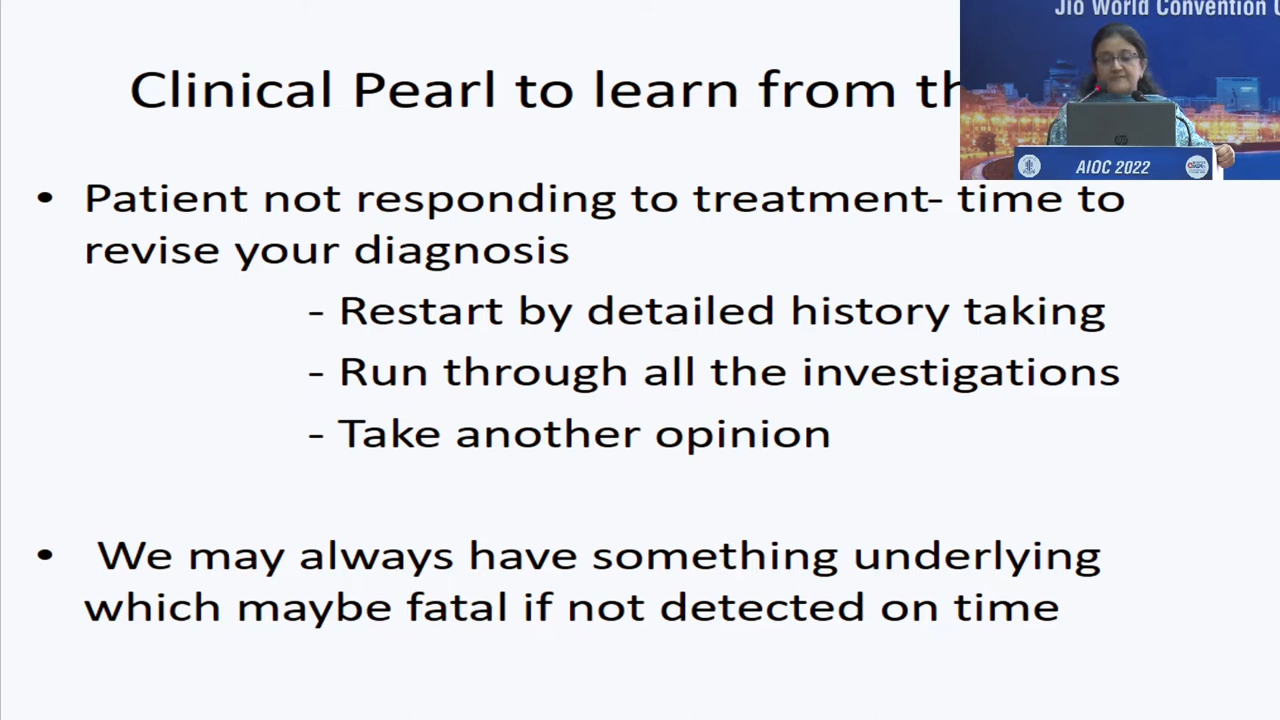 Jio World Convention
Clinical Pearl to learn from
AIOC 2022
• Patient not responding to treatment- time to
revise your diagnosis
- Restart by detailed history taking
- Run through all the investigations
- Take another opinion
• We may always have something underlying
which maybe fatal if not detected on time